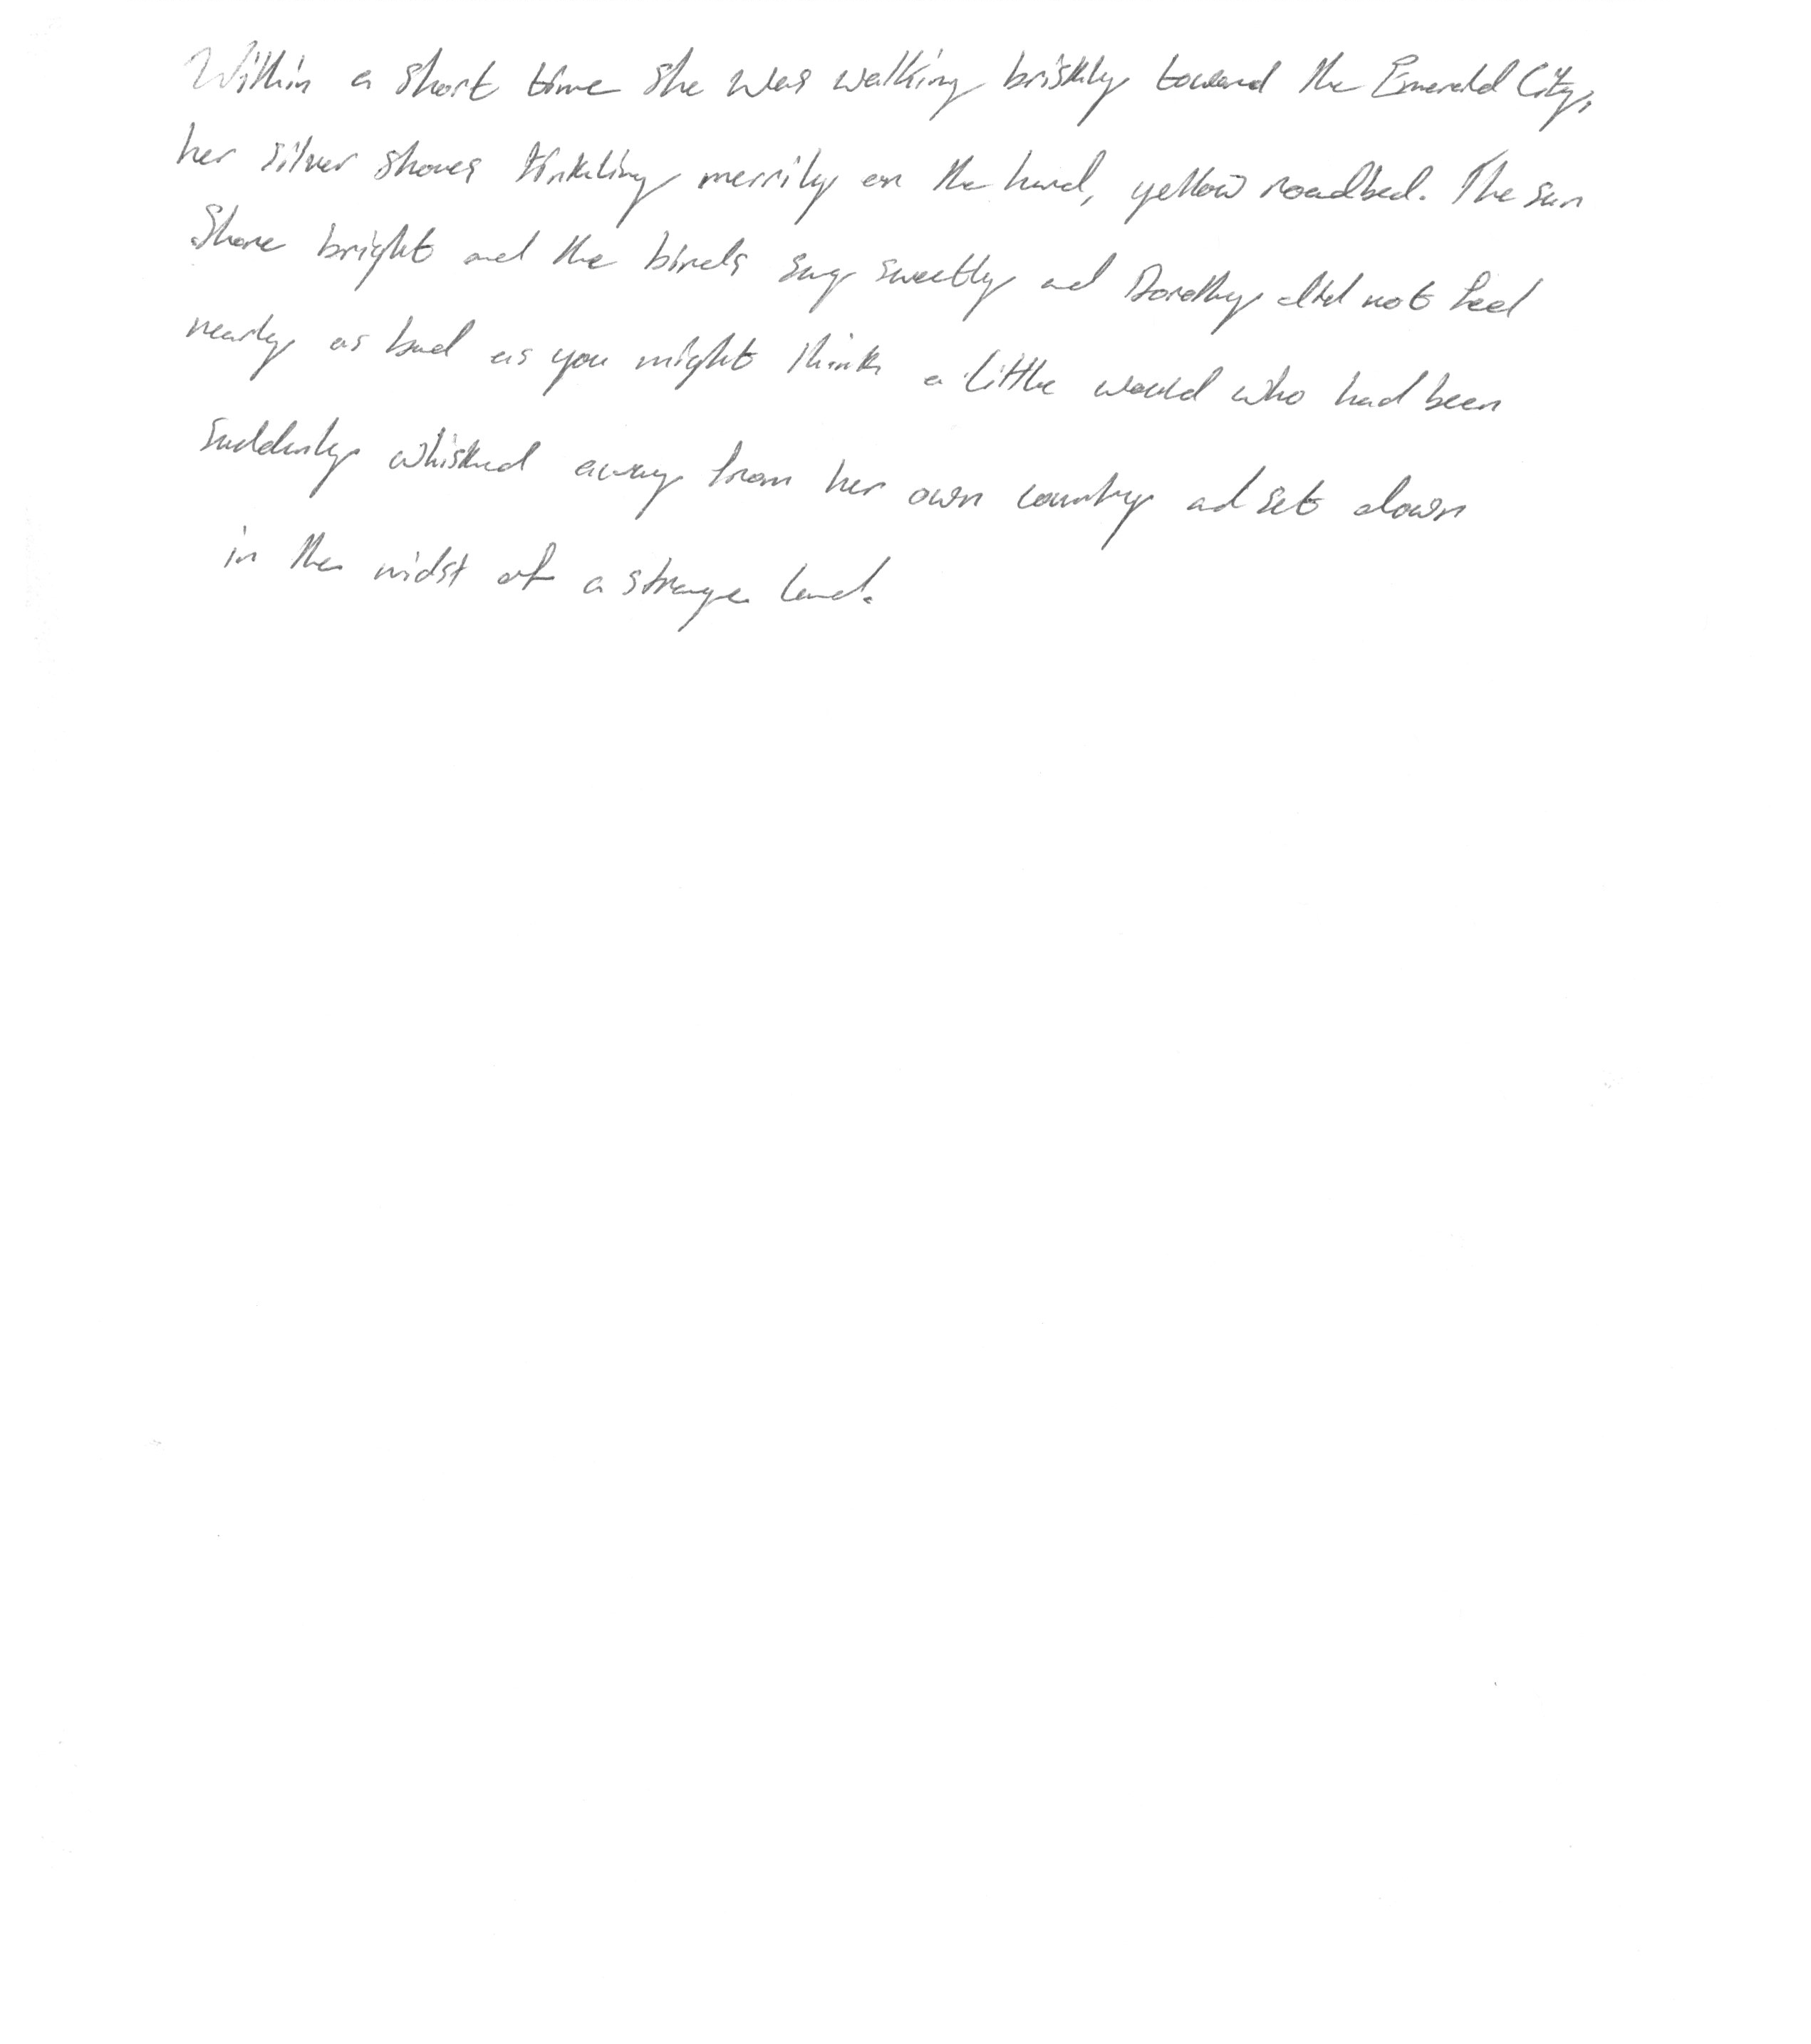 Within a short time she was walking briskly toward the Emerald City,
her silver shoues tinkling merrily on the hard, yellow roadbed. The sun
shone bright and the birds sang sweetly and Dorothy did not feel
nearly as bad as you might think a little would who had been
suddenly whisked away from her own country and set down
in the midst of a strange land.